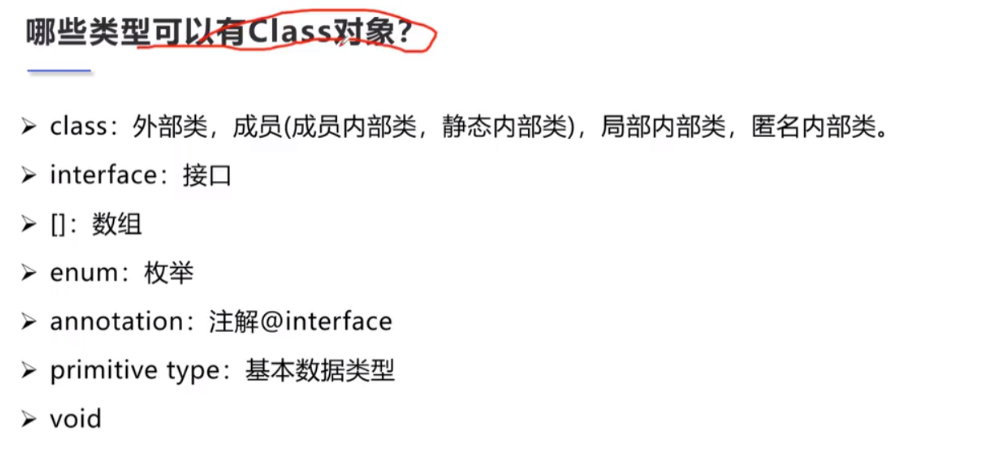 哪些类型可以有Class对象？
➢ class：外部类，成员(成员内部类，静态内部类)，局部内部类，匿名内部类。
➢ interface：接口
➢ []：数组
➢ enum：枚举
➢ annotation：注解@interface
➢ primitive type：基本数据类型
➢ void